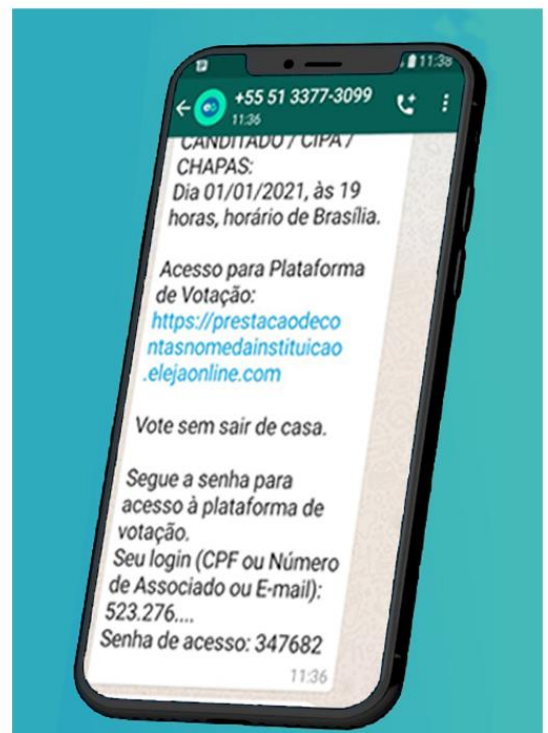 11:38
+55 51 3377-3099
11:36
CANDITADO / CIPA /
CHAPAS:
Dia 01/01/2021, às 19
horas, horário de Brasília.
Acesso para Plataforma
de Votação:
https://prestacaodeco
ntasnomedainstituicao
.elejaonline.com
Vote sem sair de casa.
Segue a senha para
acesso à plataforma de
votação.
Seu login (CPF ou Número
de Associado ou E-mail):
523.276....
Senha de acesso: 347682
11:36